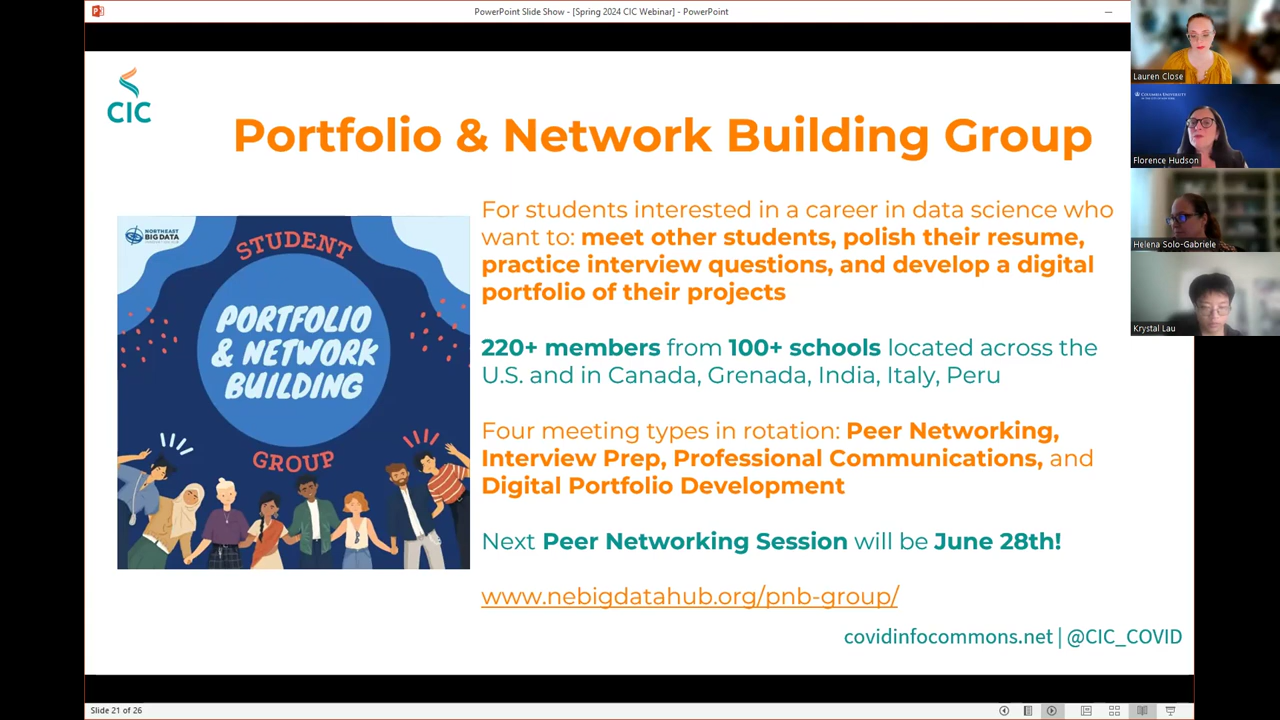 PowerPoint Slide Show - [Spring 2024 CIC Webinar] - PowerPoint
CIC
Portfolio & Network Building Group
NORTHEAST
BIG DATA
STUDENT
PORTFOLIO
& NETWORK
BUILDING
GROUP
For students interested in a career in data science who
want to: meet other students, polish their resume,
practice interview questions, and develop a digital
portfolio of their projects
220+ members from 100+ schools located across the
U.S. and in Canada, Grenada, India, Italy, Peru
Four meeting types in rotation: Peer Networking,
Interview Prep, Professional Communications, and
Digital Portfolio Development
Next Peer Networking Session will be June 28th!
www.nebigdatahub.org/pnb-group/
covidinfocommons.net | @CIC_COVID
Slide 21 of 26
Lauren Close
COLUMBIA UNIVERSITY
Florence Hudson
Helena Solo-Gabriele
Krystal Lau